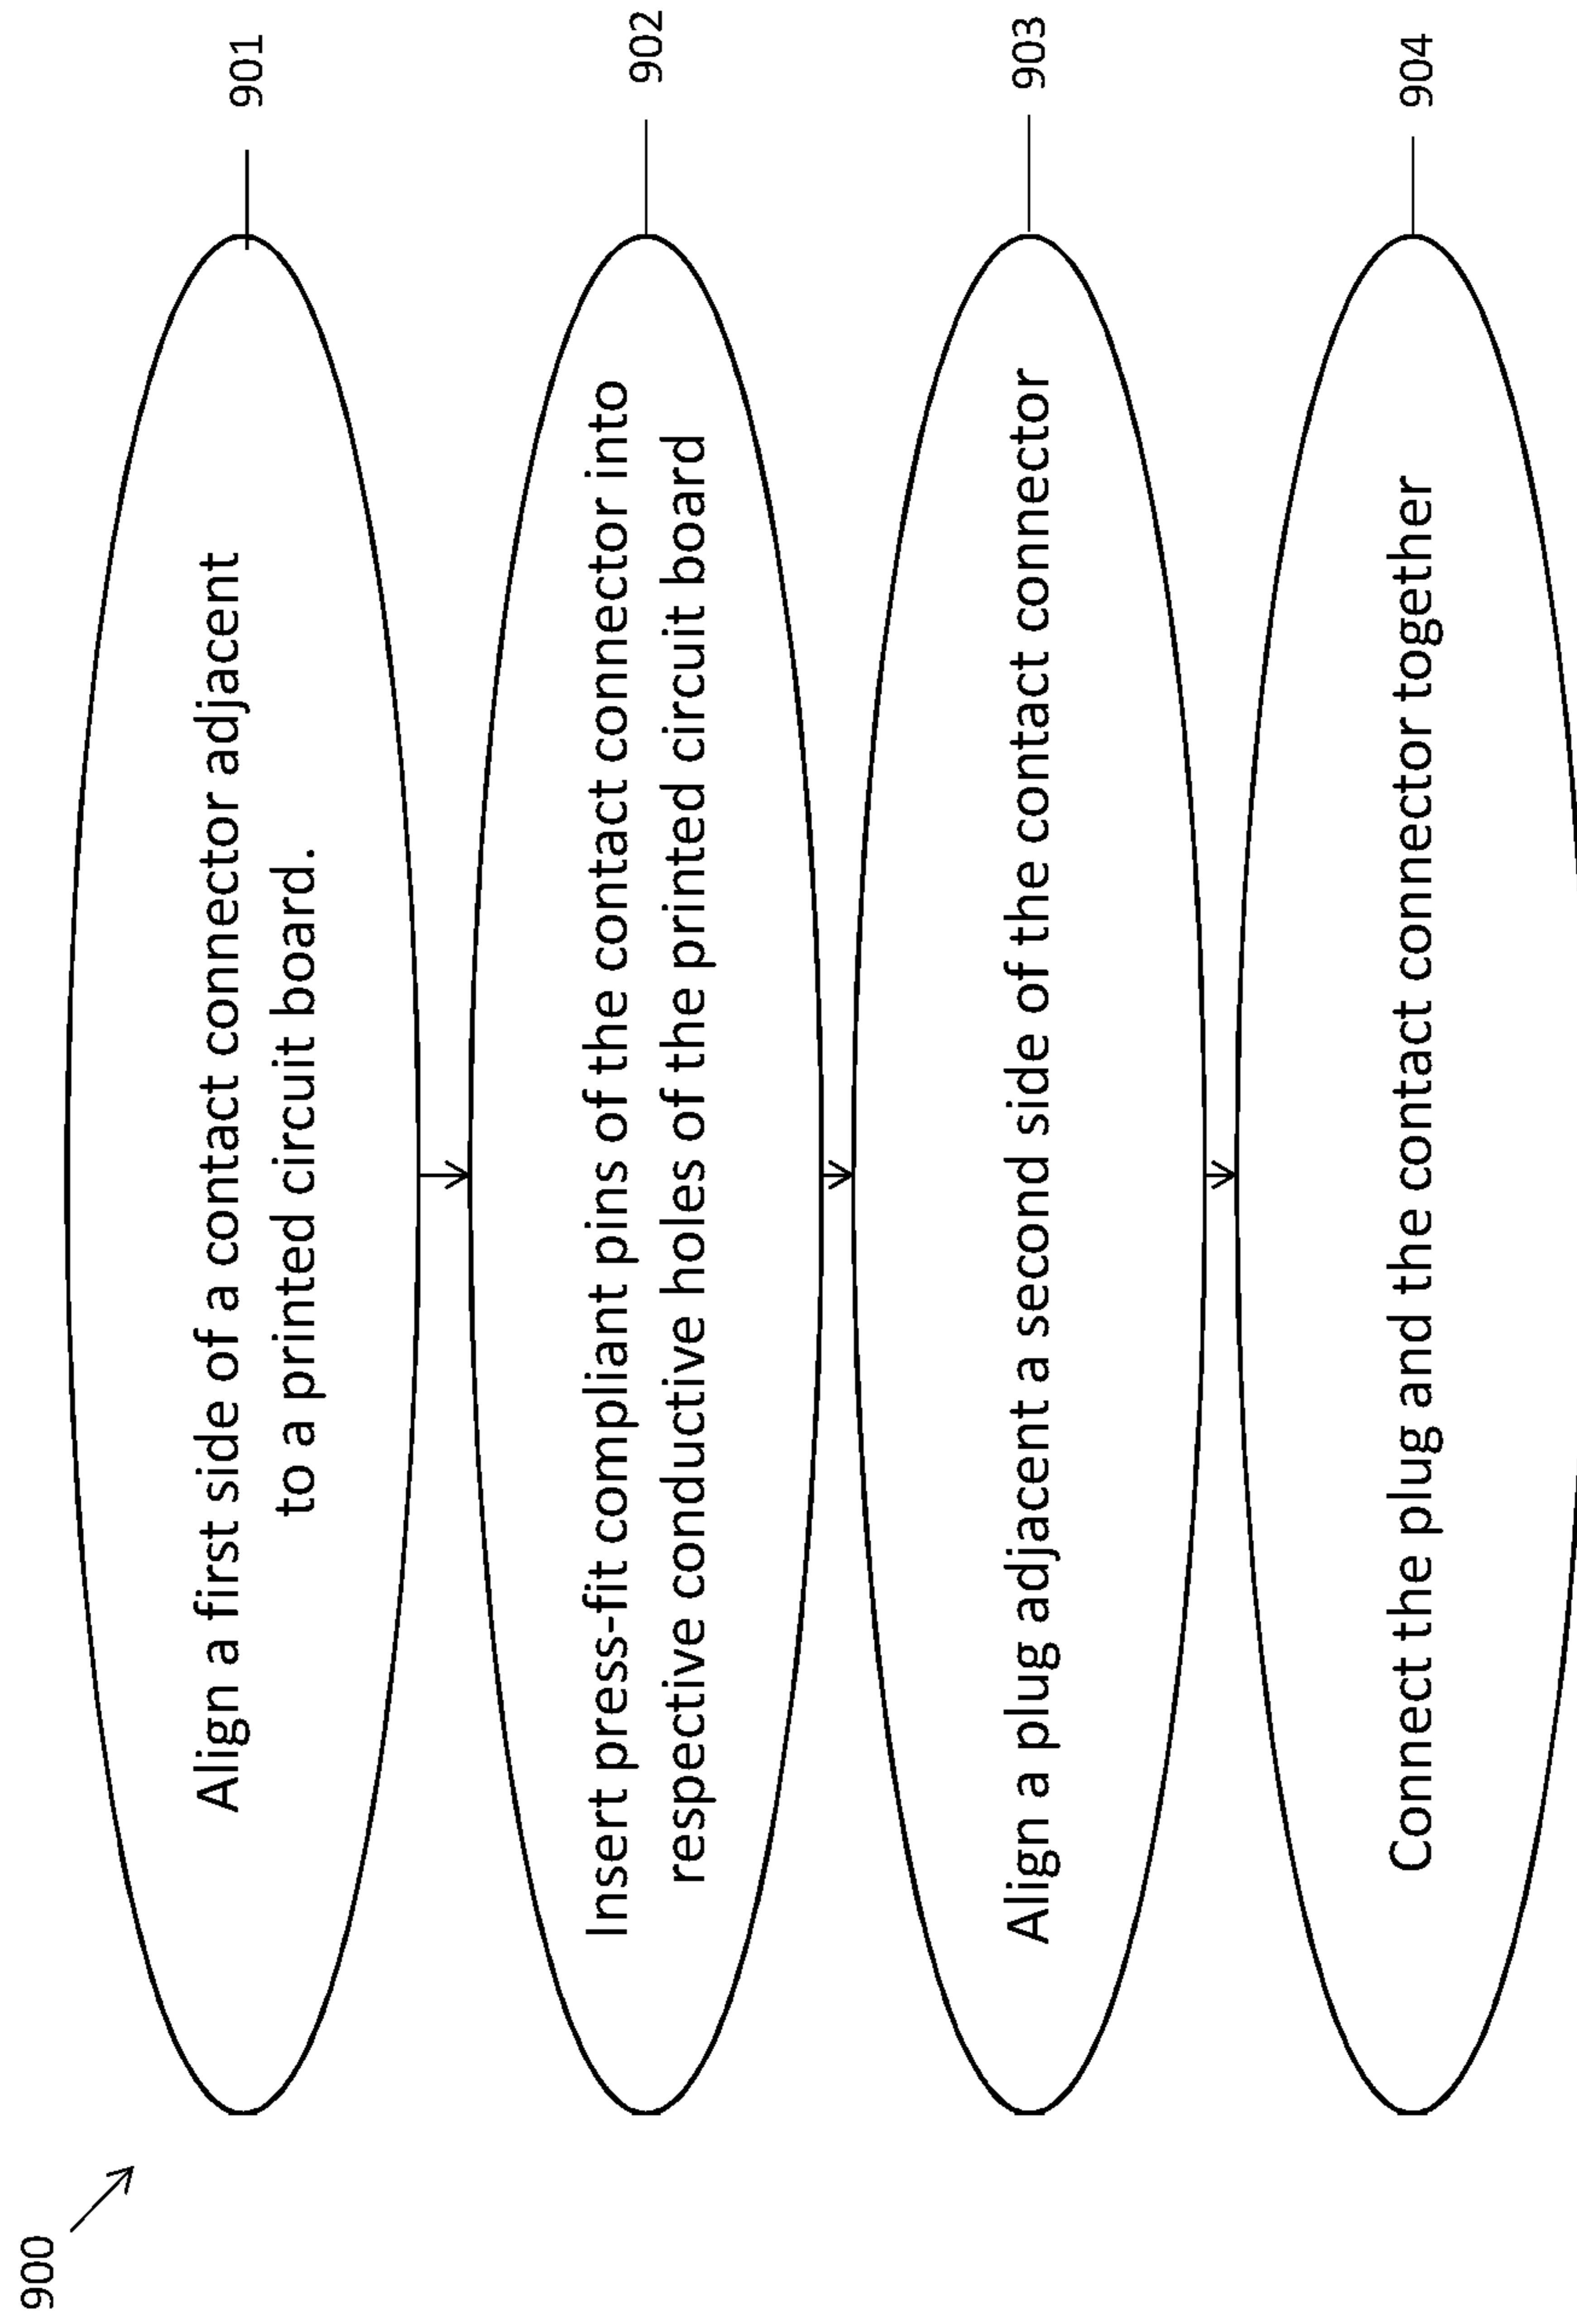 900
Align a first side of a contact connector adjacent
to a printed circuit board.
901
Insert press-fit compliant pins of the contact connector into
respective conductive holes of the printed circuit board
902
Align a plug adjacent a second side of the contact connector
903
Connect the plug and the contact connector together
904